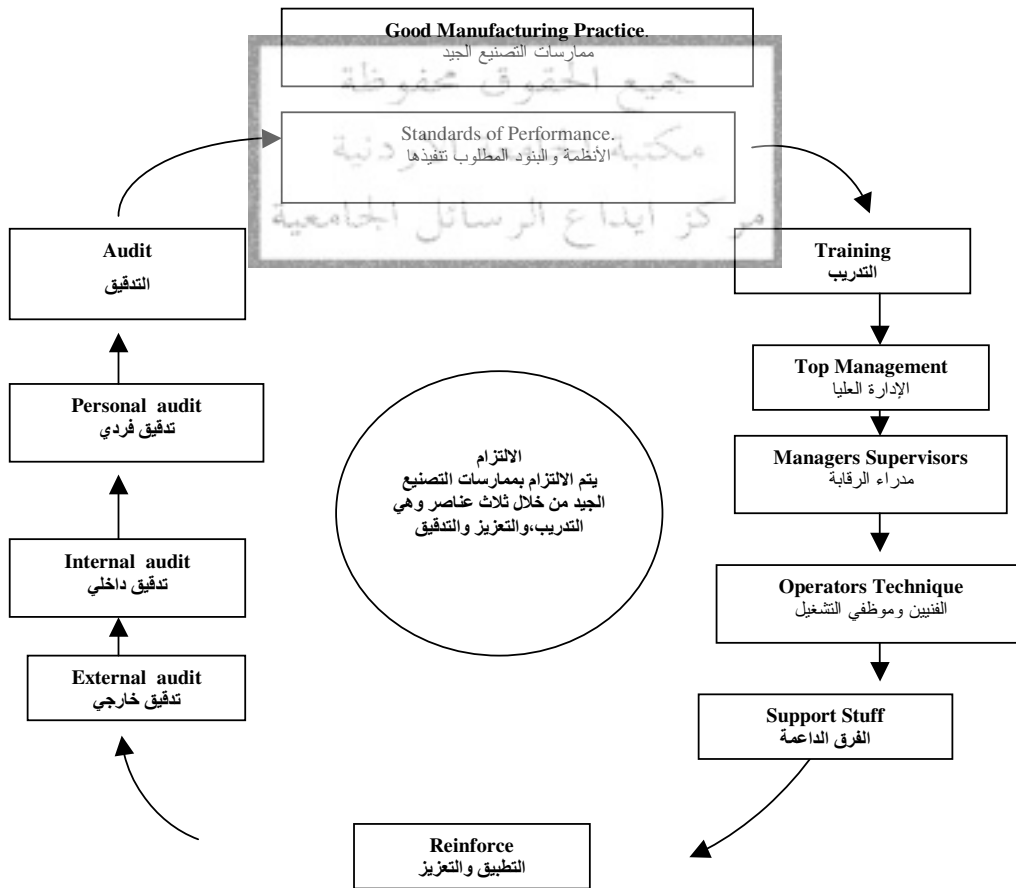 Good Manufacturing Practice.
ممارسات التصنيع الجيد
جميع الحقوق محفوظة
Standards of Performance.
مكتبة الجامعة الاردنية
الأنظمة والبنود المطلوب تنفيذها
مركز ايداع الرسائل الجامعية
Training
التدريب
Top Management
الإدارة العليا
Managers Supervisors
مدراء الرقابة
Operators Technique
الفنيين وموظفي التشغيل
Support Stuff
الفرق الداعمة
Reinforce
التطبيق والتعزيز
External audit
تدقيق خارجي
Internal audit
تدقيق داخلي
Personal audit
تدقيق فردي
Audit
التدقيق
الالتزام
يتم الالتزام بممارسات التصنيع
الجيد من خلال ثلاث عناصر وهي
التدريب،والتعزيز والتدقيق